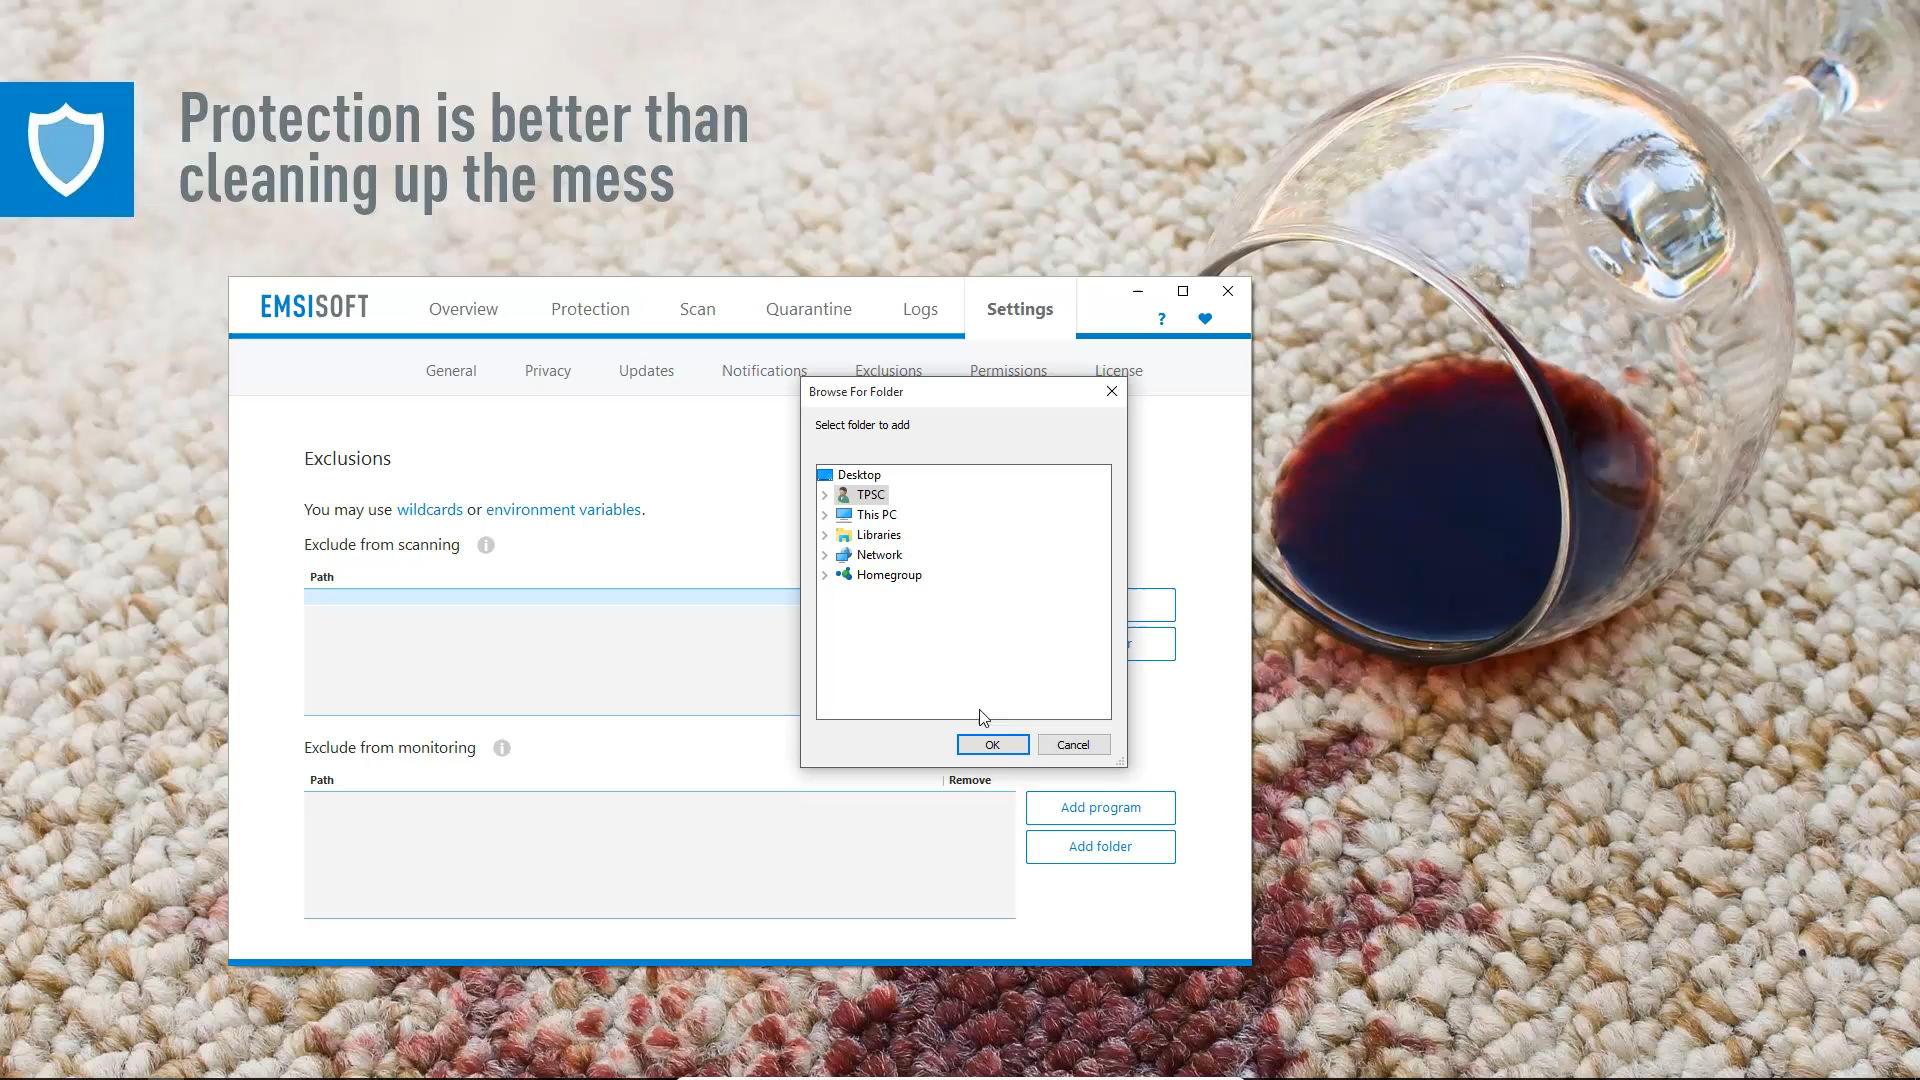 Protection is better than
cleaning up the mess
EMSISOFT
Overview
Protection
Scan
Quarantine
Logs
Settings
?
General
Privacy
Updates
Notifications
Exclusions
Permissions
License
Browse For Folder
Select folder to add
Desktop
TPSC
This PC
Libraries
Network
Homegroup
OK
Cancel
Exclusions
You may use wildcards or environment variables.
Exclude from scanning
Path
Exclude from monitoring
Path
Remove
Add program
Add folder